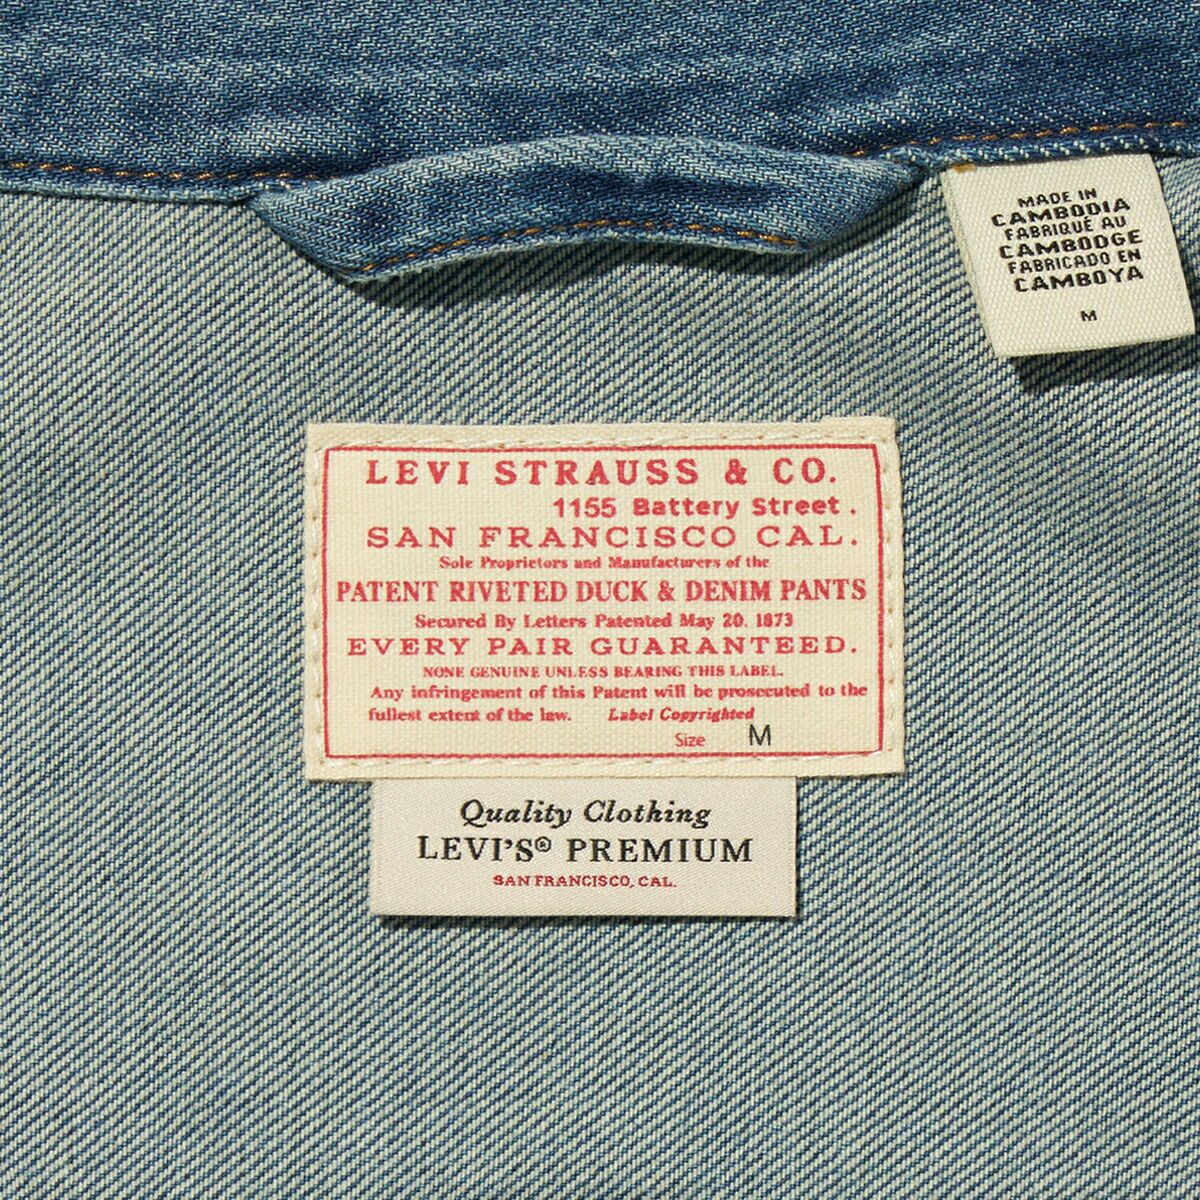 MADE IN
CAMBODIA
FABRIQUÉ AU
CAMBODGE
FABRICADO EN
CAMBOYA
M
LEVI STRAUSS & CO.
1155 Battery Street.
SAN FRANCISCO CAL.
Sole Proprietors and Manufacturers of the
PATENT RIVETED DUCK & DENIM PANTS
Secured By Letters Patented May 20, 1873
EVERY PAIR GUARANTEED.
NONE GENUINE UNLESS BEARING THIS LABEL.
Any infringement of this Patent will be prosecuted to the
fullest extent of the law. Label Copyrighted
Size M
Quality Clothing
LEVI'S® PREMIUM
SAN FRANCISCO, CAL.